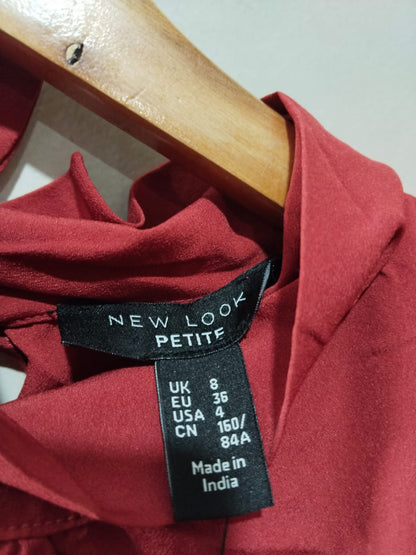 NEW LOOK
PETITE
UK 8
EU 36
USA 4
CN 160/
84A
Made in
India